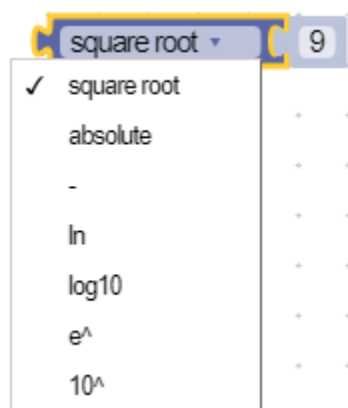 square root ▾ 9
✓ square root
absolute
-
ln
log10
e^
10^